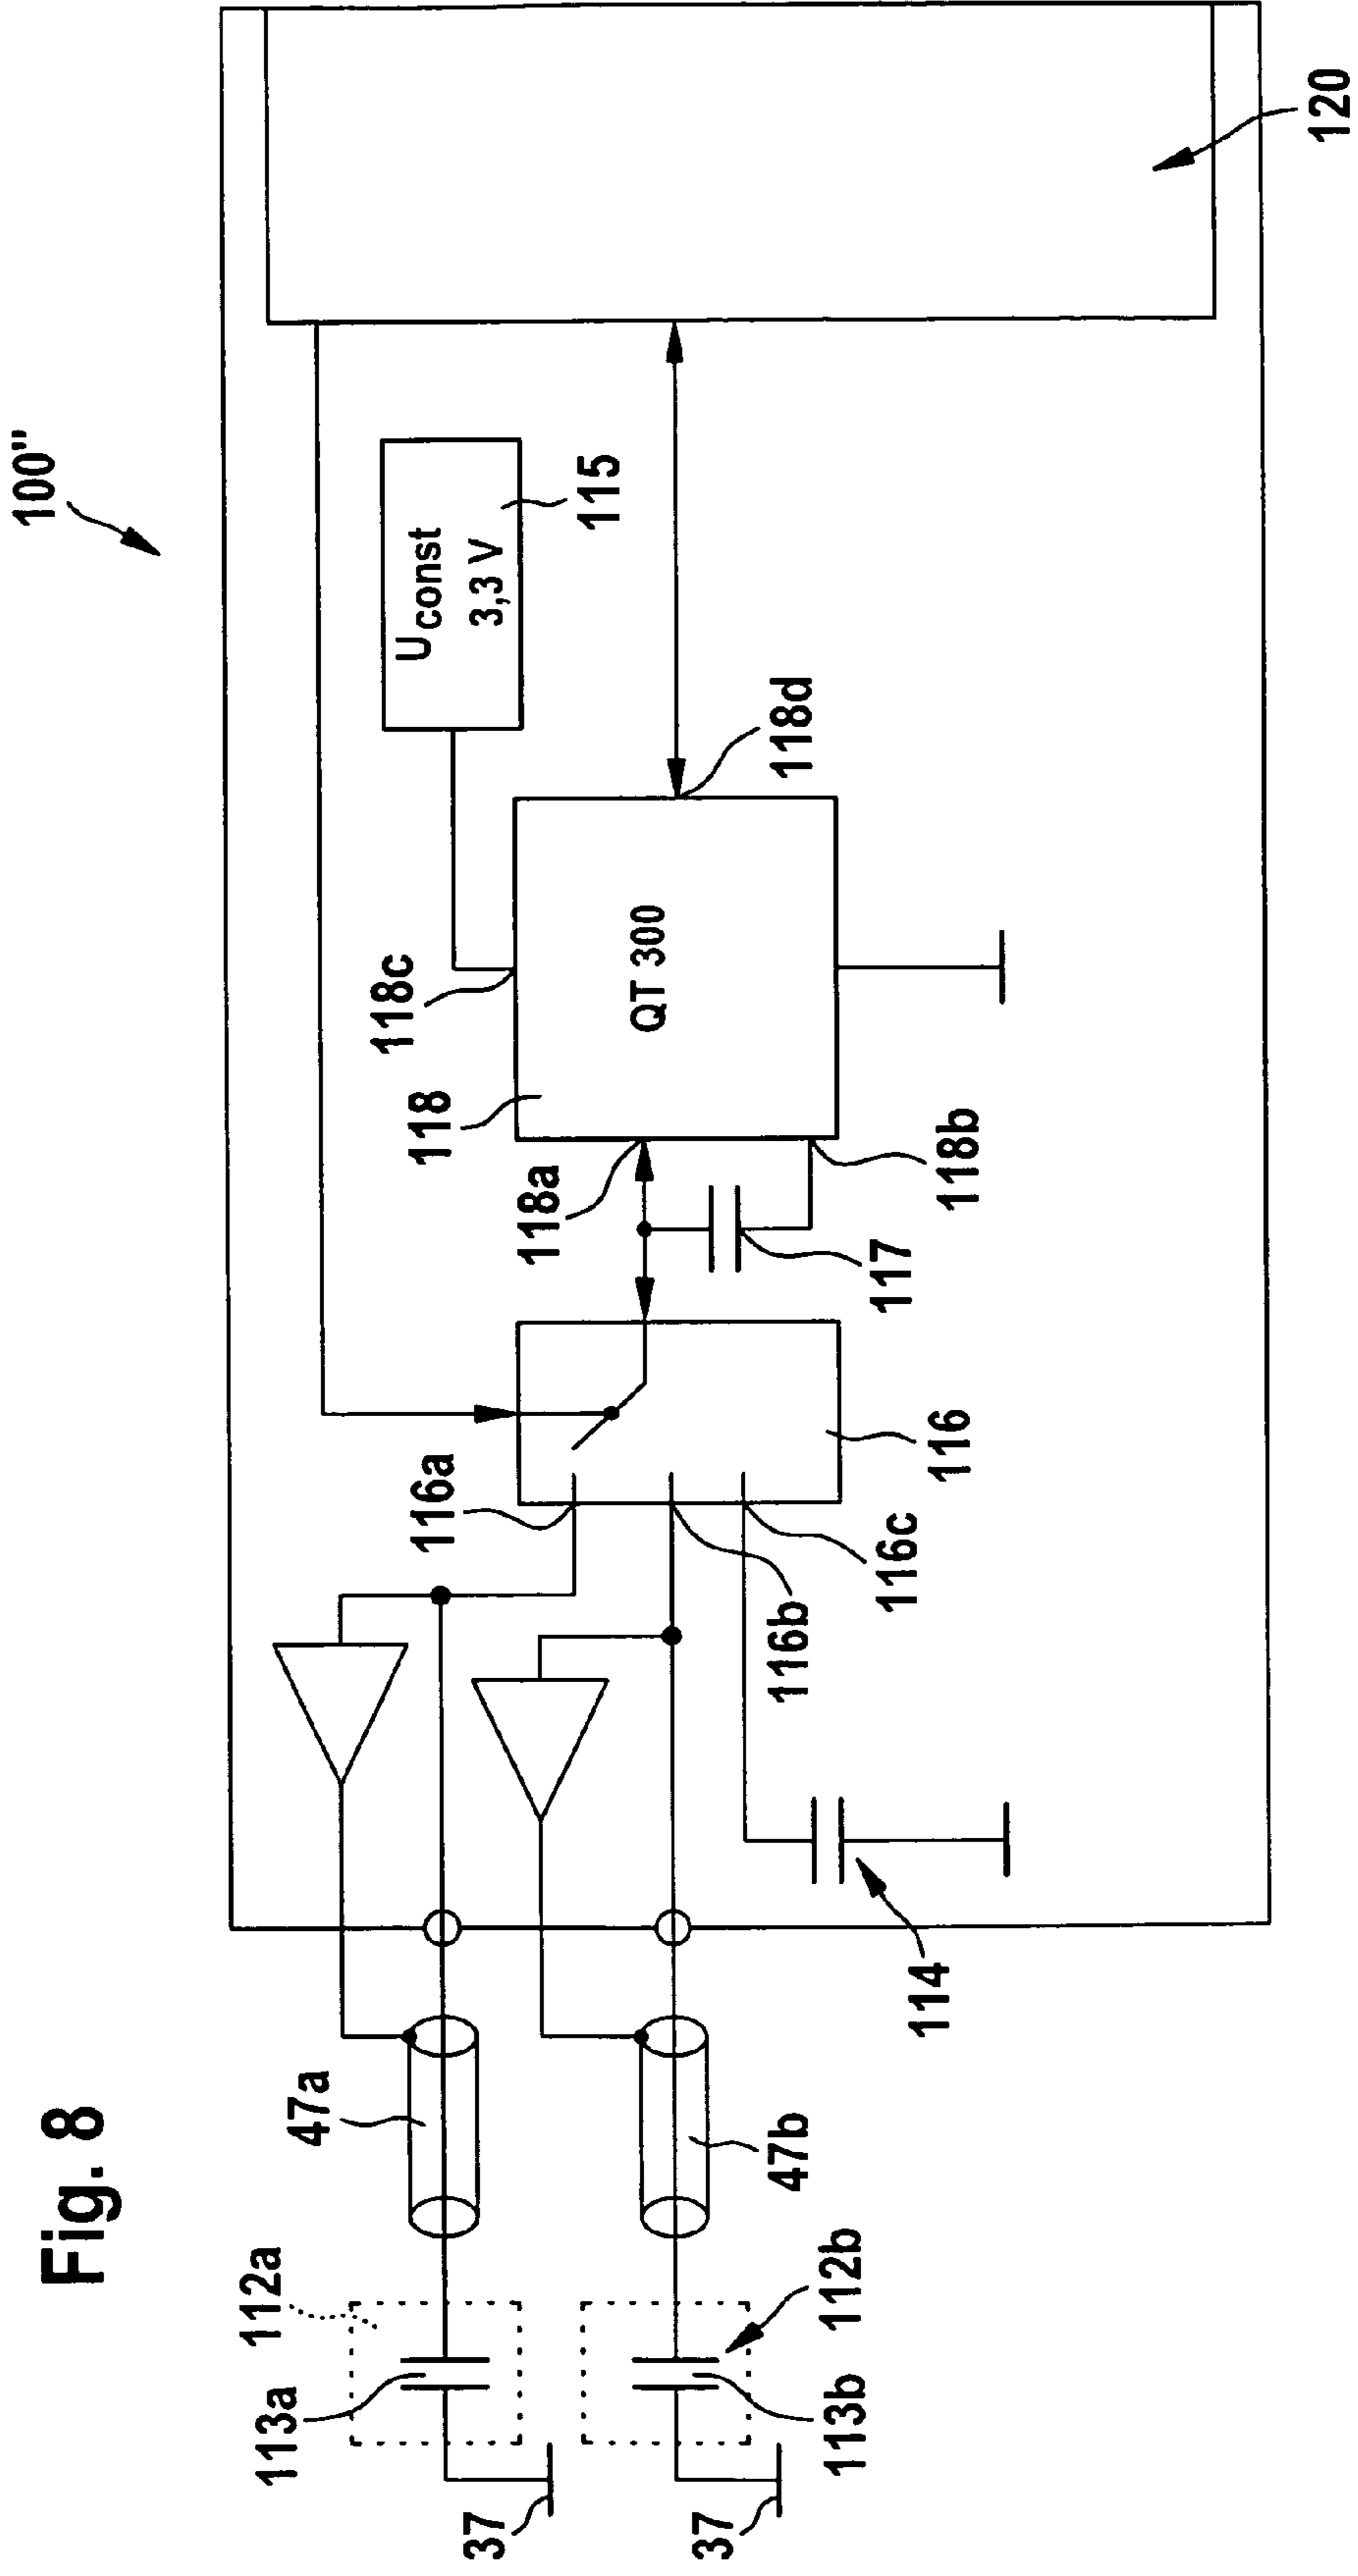 Fig. 8
100''
112a
113a
37
47a
112b
113b
37
47b
114
116a
116b
116c
116
117
118a
118b
118
118c
118d
QT 300
Uconst
3,3 V
115
120